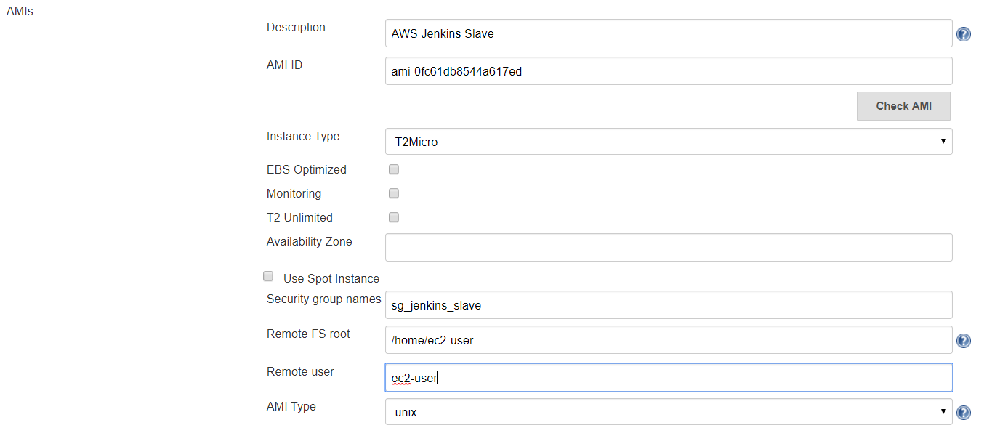 AMIs
Description AWS Jenkins Slave ?
AMI ID ami-0fc61db8544a617ed
Check AMI
Instance Type T2Micro
EBS Optimized
Monitoring
T2 Unlimited
Availability Zone
Use Spot Instance
Security group names sg_jenkins_slave
Remote FS root /home/ec2-user ?
Remote user ec2-user
AMI Type unix ?